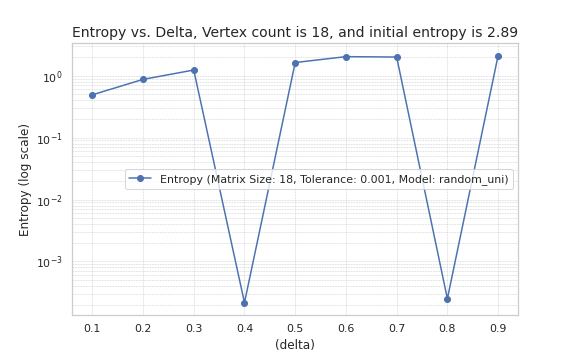 Entropy vs. Delta, Vertex count is 18, and initial entropy is 2.89
Entropy (log scale)
10^0
10^-1
10^-2
10^-3
Entropy (Matrix Size: 18, Tolerance: 0.001, Model: random_uni)
0.1 0.2 0.3 0.4 0.5 0.6 0.7 0.8 0.9
(delta)